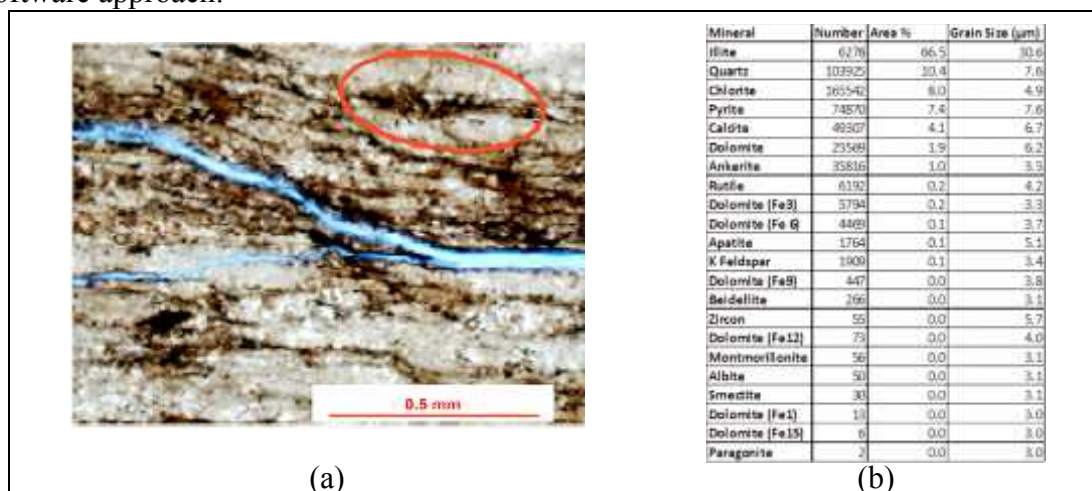 oftware approach.
0.5 mm
(a)
Mineral Number Area % Grain Size (µm)
Illite 6276 66.5 10.6
Quartz 103925 10.4 7.6
Chlorite 165542 8.0 4.9
Pyrite 74870 7.4 7.6
Calcite 49307 4.1 6.7
Dolomite 25569 1.9 6.2
Ankerite 35816 1.0 3.5
Rutile 6192 0.2 4.2
Dolomite (Fe3) 5794 0.2 3.3
Dolomite (Fe 6) 4469 0.1 3.7
Apatite 1764 0.1 5.1
K Feldspar 1909 0.1 3.4
Dolomite (Fe9) 447 0.0 3.8
Beidellite 266 0.0 3.1
Zircon 55 0.0 5.7
Dolomite (Fe12) 73 0.0 4.0
Montmorillonite 56 0.0 3.1
Albite 50 0.0 3.1
Smectite 30 0.0 3.1
Dolomite (Fe1) 13 0.0 3.0
Dolomite (Fe15) 6 0.0 3.0
Paragonite 2 0.0 3.0
(b)